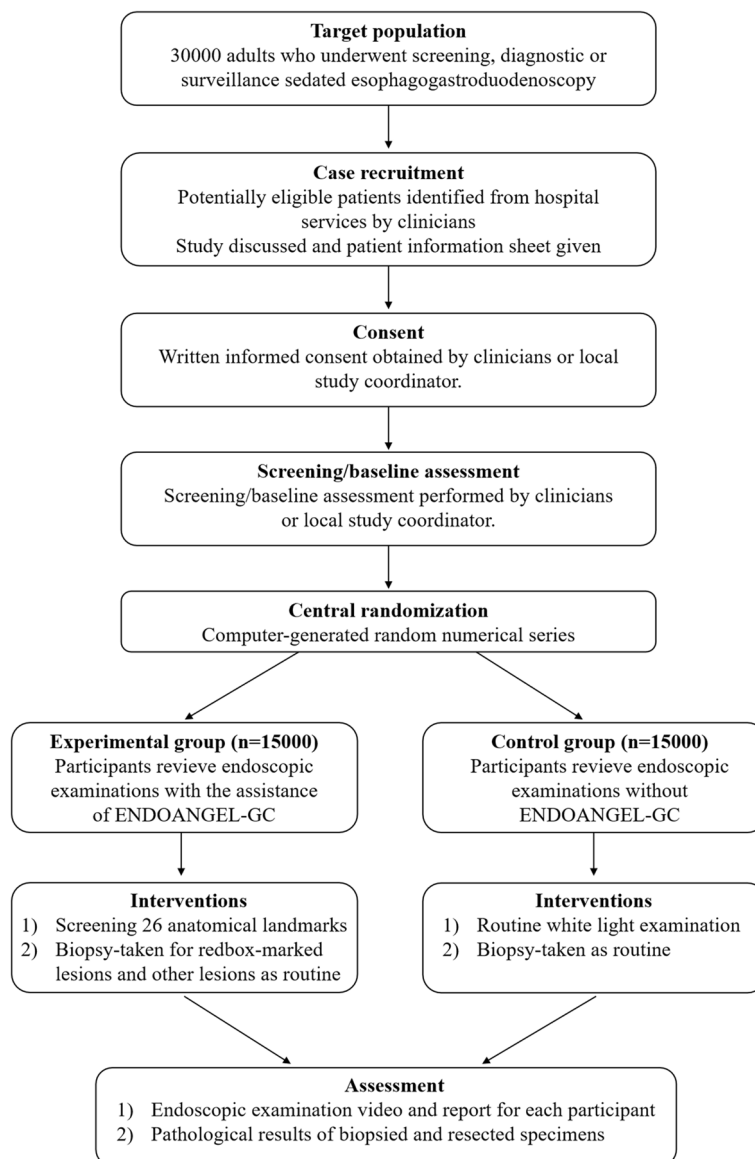 Target population
30000 adults who underwent screening, diagnostic or
surveillance sedated esophagogastroduodenoscopy
Case recruitment
Potentially eligible patients identified from hospital
services by clinicians
Study discussed and patient information sheet given
Consent
Written informed consent obtained by clinicians or local
study coordinator.
Screening/baseline assessment
Screening/baseline assessment performed by clinicians
or local study coordinator.
Central randomization
Computer-generated random numerical series
Experimental group (n=15000)
Participants revieve endoscopic
examinations with the assistance
of ENDOANGEL-GC
Control group (n=15000)
Participants revieve endoscopic
examinations without
ENDOANGEL-GC
Interventions
1) Screening 26 anatomical landmarks
2) Biopsy-taken for redbox-marked
lesions and other lesions as routine
Interventions
1) Routine white light examination
2) Biopsy-taken as routine
Assessment
1) Endoscopic examination video and report for each participant
2) Pathological results of biopsied and resected specimens